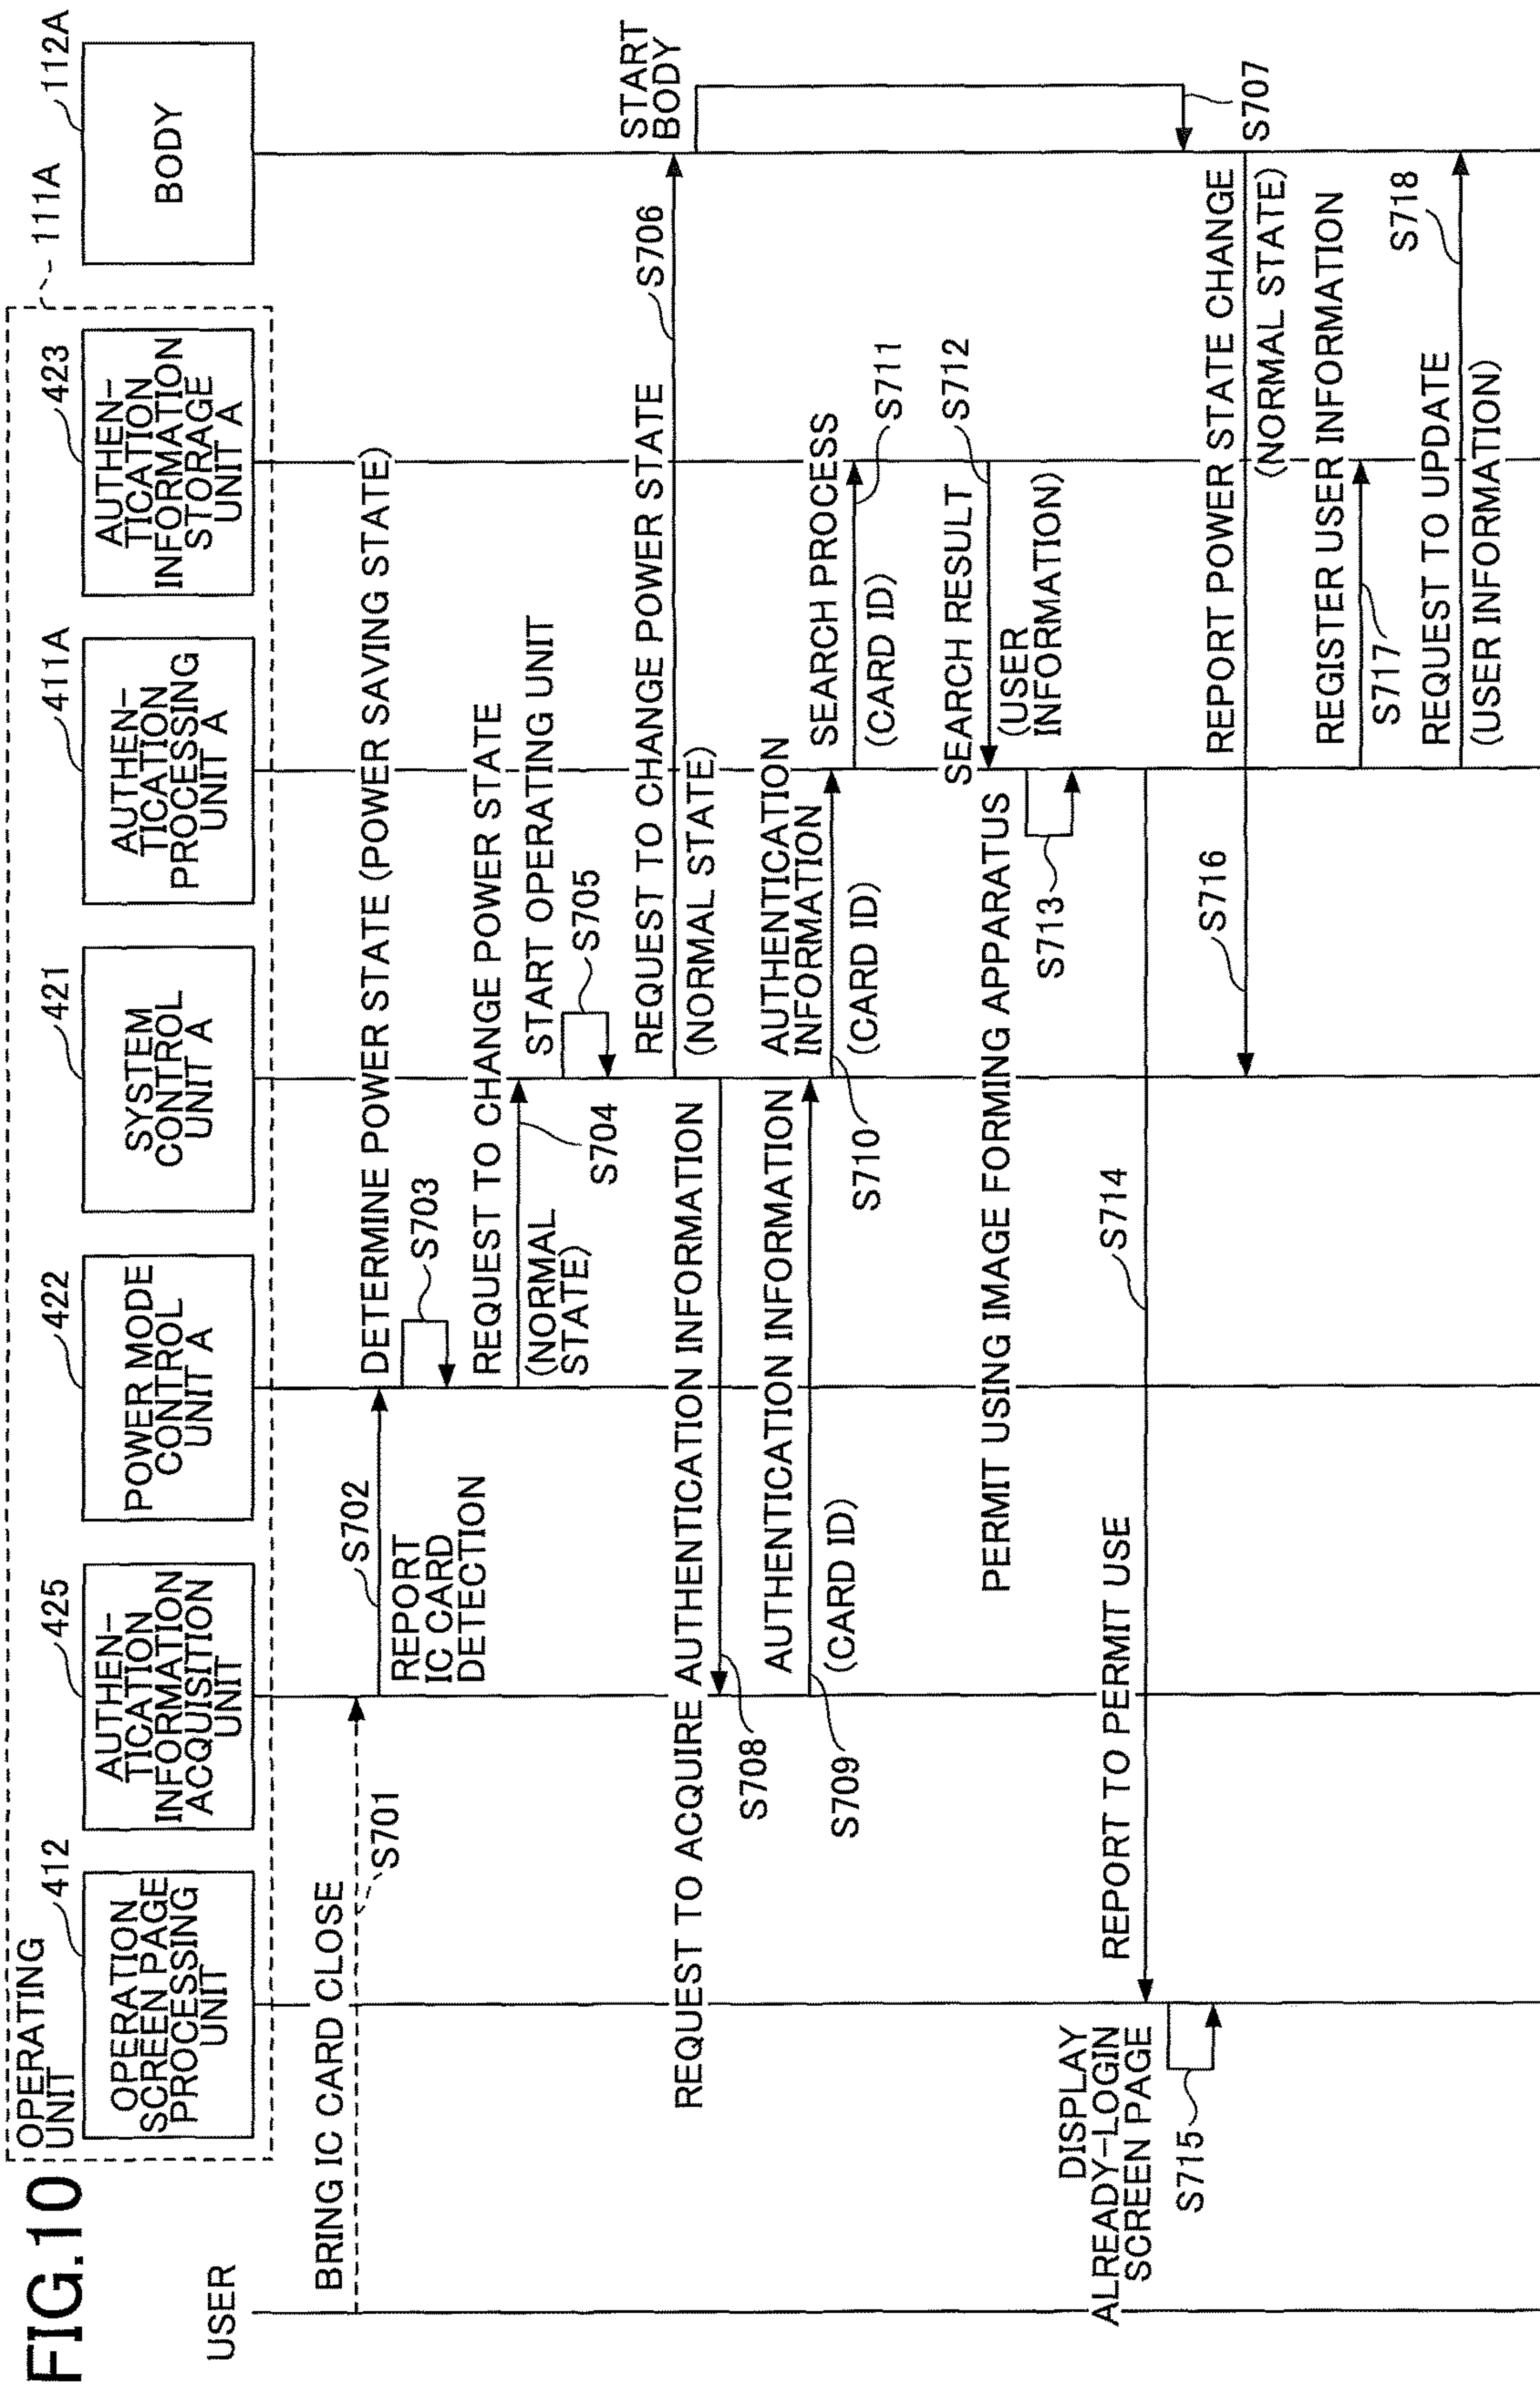 FIG.10
OPERATING
UNIT
111A
112A
USER
412
OPERATION
SCREEN PAGE
PROCESSING
UNIT
425
AUTHEN-
TICATION
INFORMATION
ACQUISITION
UNIT
422
POWER MODE
CONTROL
UNIT A
421
SYSTEM
CONTROL
UNIT A
411A
AUTHEN-
TICATION
PROCESSING
UNIT A
423
AUTHEN-
TICATION
INFORMATION
STORAGE
UNIT A
BODY
BRING IC CARD CLOSE
S701
S702
REPORT
IC CARD
DETECTION
DETERMINE POWER STATE (POWER SAVING STATE)
S703
REQUEST TO CHANGE POWER STATE
(NORMAL
STATE)
S704
START OPERATING UNIT
S705
REQUEST TO CHANGE POWER STATE
(NORMAL STATE)
S706
START
BODY
S707
REQUEST TO ACQUIRE AUTHENTICATION INFORMATION
S708
AUTHENTICATION INFORMATION
(CARD ID)
S709
AUTHENTICATION
INFORMATION
(CARD ID)
S710
SEARCH PROCESS
(CARD ID)
S711
SEARCH RESULT
(USER
INFORMATION)
S712
PERMIT USING IMAGE FORMING APPARATUS
S713
REPORT TO PERMIT USE
S714
DISPLAY
ALREADY-LOGIN
SCREEN PAGE
S715
REPORT POWER STATE CHANGE
(NORMAL STATE)
S716
REGISTER USER INFORMATION
S717
REQUEST TO UPDATE
(USER INFORMATION)
S718